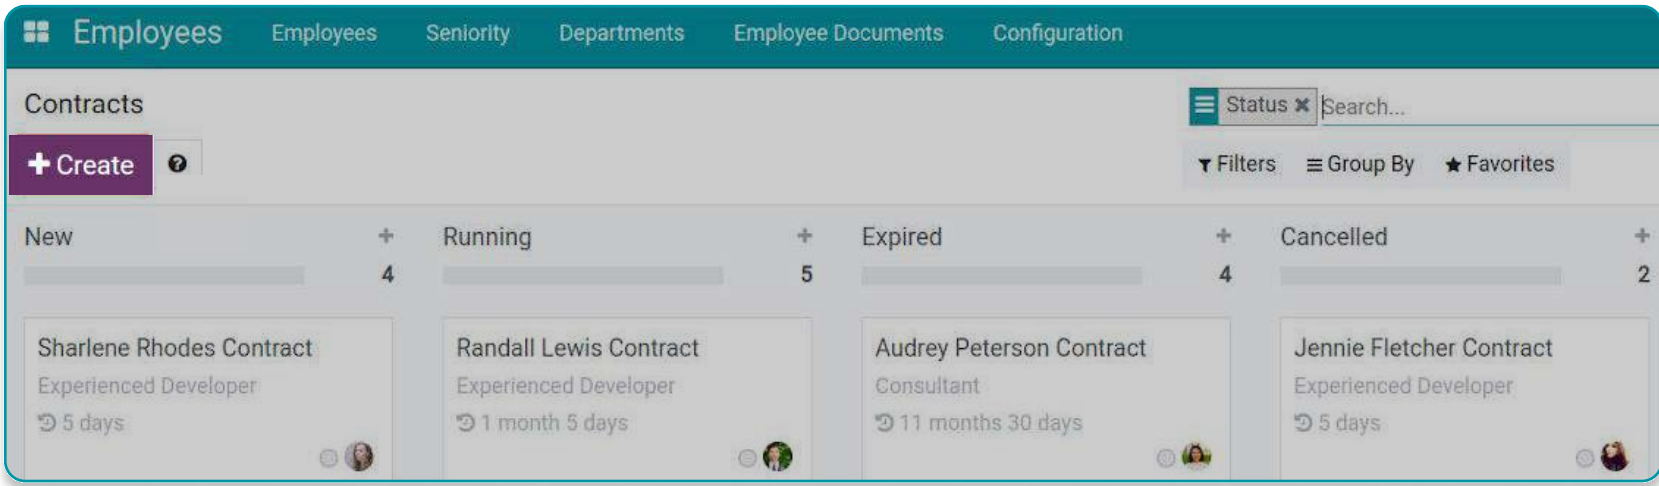 Employees Employees Seniority Departments Employee Documents Configuration
Contracts
Status Search...
Create
Filters Group By Favorites
New Running Expired Cancelled
4 5 4 2
Sharlene Rhodes Contract Randall Lewis Contract Audrey Peterson Contract Jennie Fletcher Contract
Experienced Developer Experienced Developer Consultant Experienced Developer
5 days 1 month 5 days 11 months 30 days 5 days